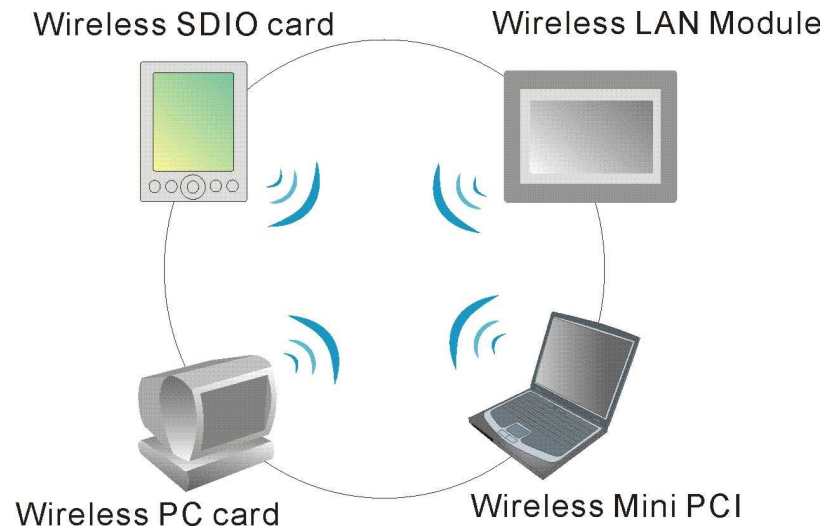 Wireless SDIO card
Wireless LAN Module
Wireless PC card
Wireless Mini PCI